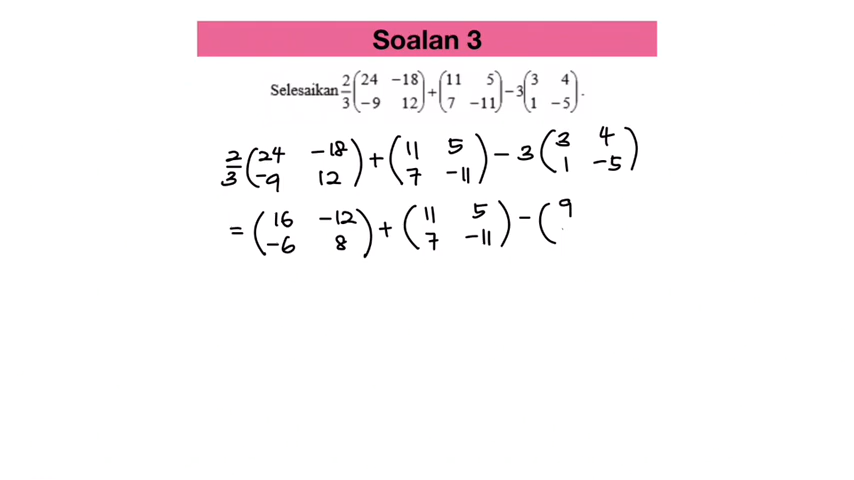 Soalan 3
Selesaikan 2/3 (24 -18; -9 12) + (11 5; 7 -11) - 3(3 4; 1 -5).
2/3 (24 -18; -9 12) + (11 5; 7 -11) - 3 (3 4; 1 -5)
= (16 -12; -6 8) + (11 5; 7 -11) - (9